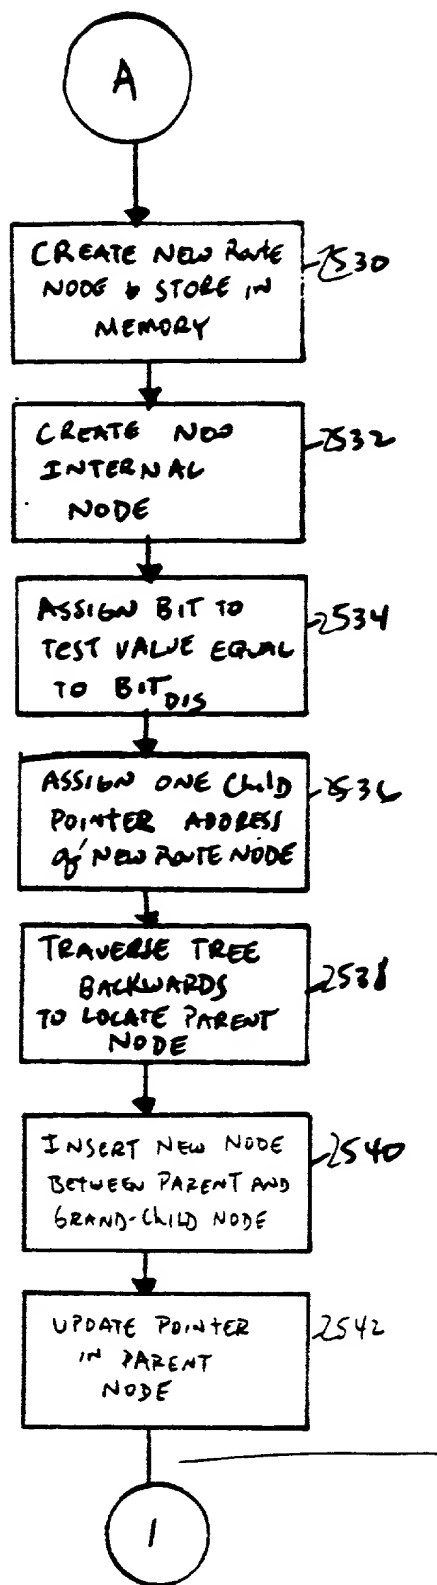 A
CREATE NEW Route
NODE & STORE IN
MEMORY
2530
CREATE NEW
INTERNAL
NODE
2532
ASSIGN BIT TO
TEST VALUE EQUAL
TO BIT DIS
2534
ASSIGN ONE Child
POINTER ADDRESS
of NEW ROUTE NODE
2536
TRAVERSE TREE
BACKWARDS
TO LOCATE PARENT
NODE
2538
INSERT NEW NODE
BETWEEN PARENT AND
GRAND-CHILD NODE
2540
UPDATE POINTER
IN PARENT
NODE
2542
1